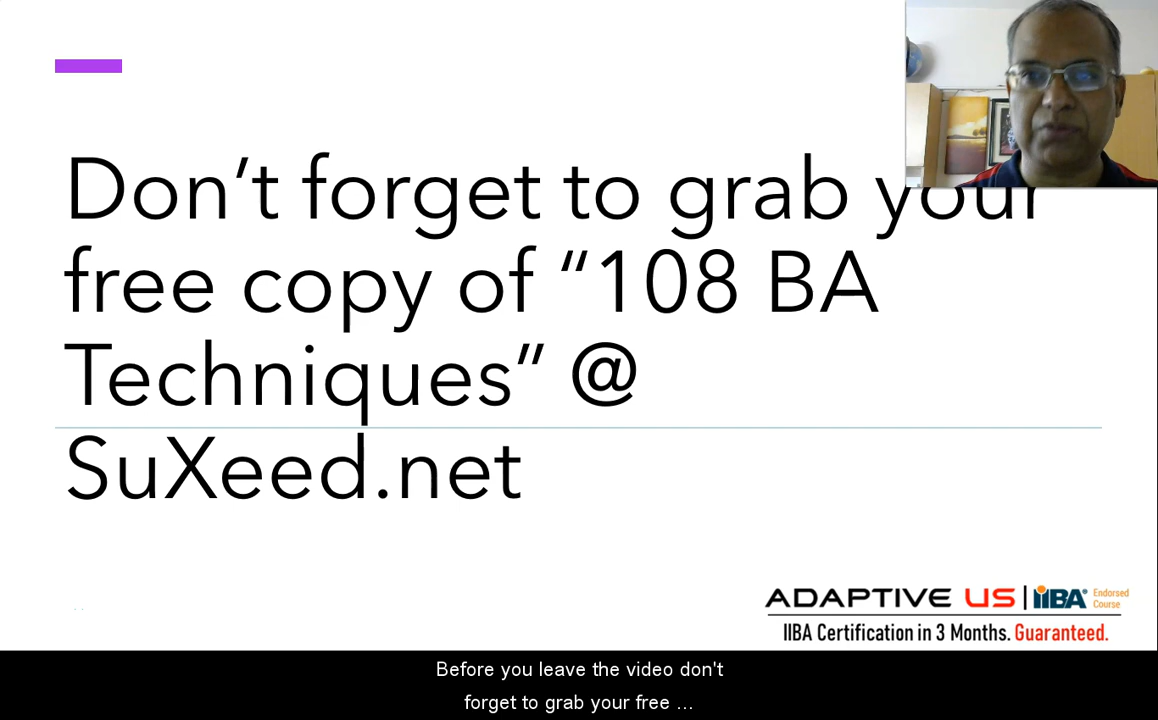 Don’t forget to grab your
free copy of “108 BA
Techniques” @
SuXeed.net
ADAPTIVE US | IIBA® Endorsed
Course
IIBA Certification in 3 Months. Guaranteed.
Before you leave the video don't
forget to grab your free ...